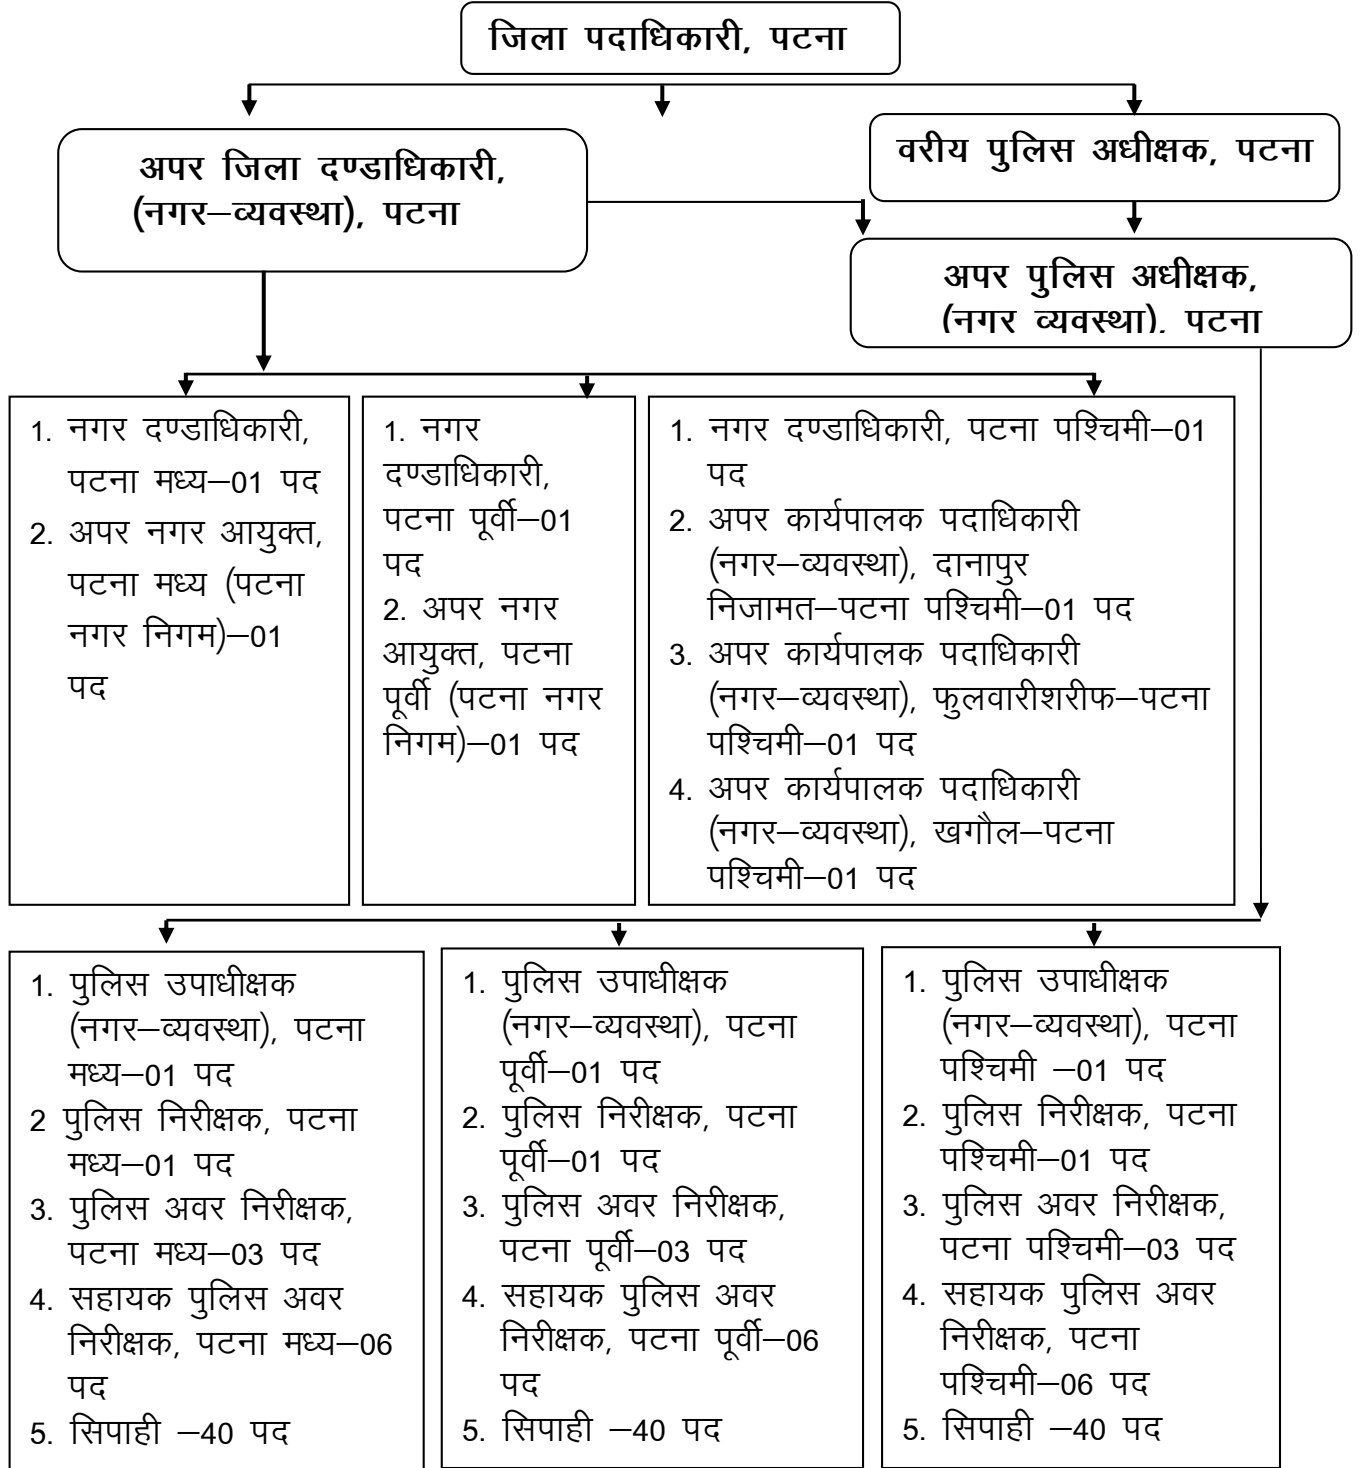 जिला पदाधिकारी, पटना
अपर जिला दण्डाधिकारी,
(नगर–व्यवस्था), पटना
वरीय पुलिस अधीक्षक, पटना
अपर पुलिस अधीक्षक,
(नगर व्यवस्था), पटना
1. नगर दण्डाधिकारी,
पटना मध्य–01 पद
2. अपर नगर आयुक्त,
पटना मध्य (पटना
नगर निगम)–01
पद
1. नगर
दण्डाधिकारी,
पटना पूर्वी–01
पद
2. अपर नगर
आयुक्त, पटना
पूर्वी (पटना नगर
निगम)–01 पद
1. नगर दण्डाधिकारी, पटना पश्चिमी–01
पद
2. अपर कार्यपालक पदाधिकारी
(नगर–व्यवस्था), दानापुर
निजामत–पटना पश्चिमी–01 पद
3. अपर कार्यपालक पदाधिकारी
(नगर–व्यवस्था), फुलवारीशरीफ–पटना
पश्चिमी–01 पद
4. अपर कार्यपालक पदाधिकारी
(नगर–व्यवस्था), खगौल–पटना
पश्चिमी–01 पद
1. पुलिस उपाधीक्षक
(नगर–व्यवस्था), पटना
मध्य–01 पद
2 पुलिस निरीक्षक, पटना
मध्य–01 पद
3. पुलिस अवर निरीक्षक,
पटना मध्य–03 पद
4. सहायक पुलिस अवर
निरीक्षक, पटना मध्य–06
पद
5. सिपाही –40 पद
1. पुलिस उपाधीक्षक
(नगर–व्यवस्था), पटना
पूर्वी–01 पद
2. पुलिस निरीक्षक, पटना
पूर्वी–01 पद
3. पुलिस अवर निरीक्षक,
पटना पूर्वी–03 पद
4. सहायक पुलिस अवर
निरीक्षक, पटना पूर्वी–06
पद
5. सिपाही –40 पद
1. पुलिस उपाधीक्षक
(नगर–व्यवस्था), पटना
पश्चिमी –01 पद
2. पुलिस निरीक्षक, पटना
पश्चिमी–01 पद
3. पुलिस अवर निरीक्षक,
पटना पश्चिमी–03 पद
4. सहायक पुलिस अवर
निरीक्षक, पटना
पश्चिमी–06 पद
5. सिपाही –40 पद